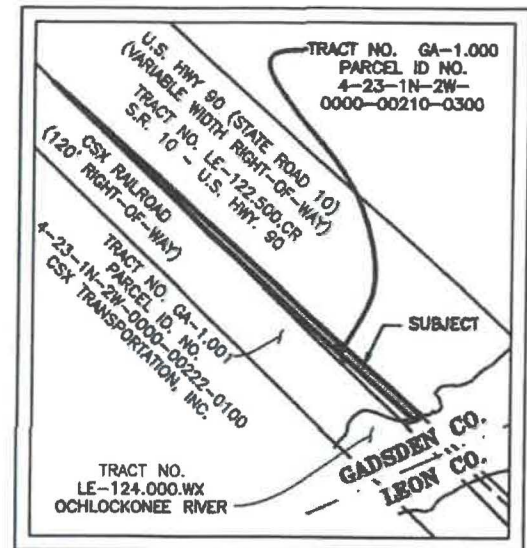 U.S. HWY 90 (STATE ROAD 10)
(VARIABLE WIDTH RIGHT-OF-WAY)
TRACT NO. LE-122.500.CR
S.R. 10 - U.S. HWY. 90
TRACT NO. GA-1.000
PARCEL ID NO.
4-23-1N-2W-
0000-00210-0300
CSX RAILROAD
(120' RIGHT-OF-WAY)
TRACT NO. GA-1.001
PARCEL ID. NO.
4-23-1N-2W-0000-00222-0100
CSX TRANSPORTATION, INC.
SUBJECT
GADSDEN CO.
LEON CO.
TRACT NO.
LE-124.000.WX
OCHLOCKONEE RIVER